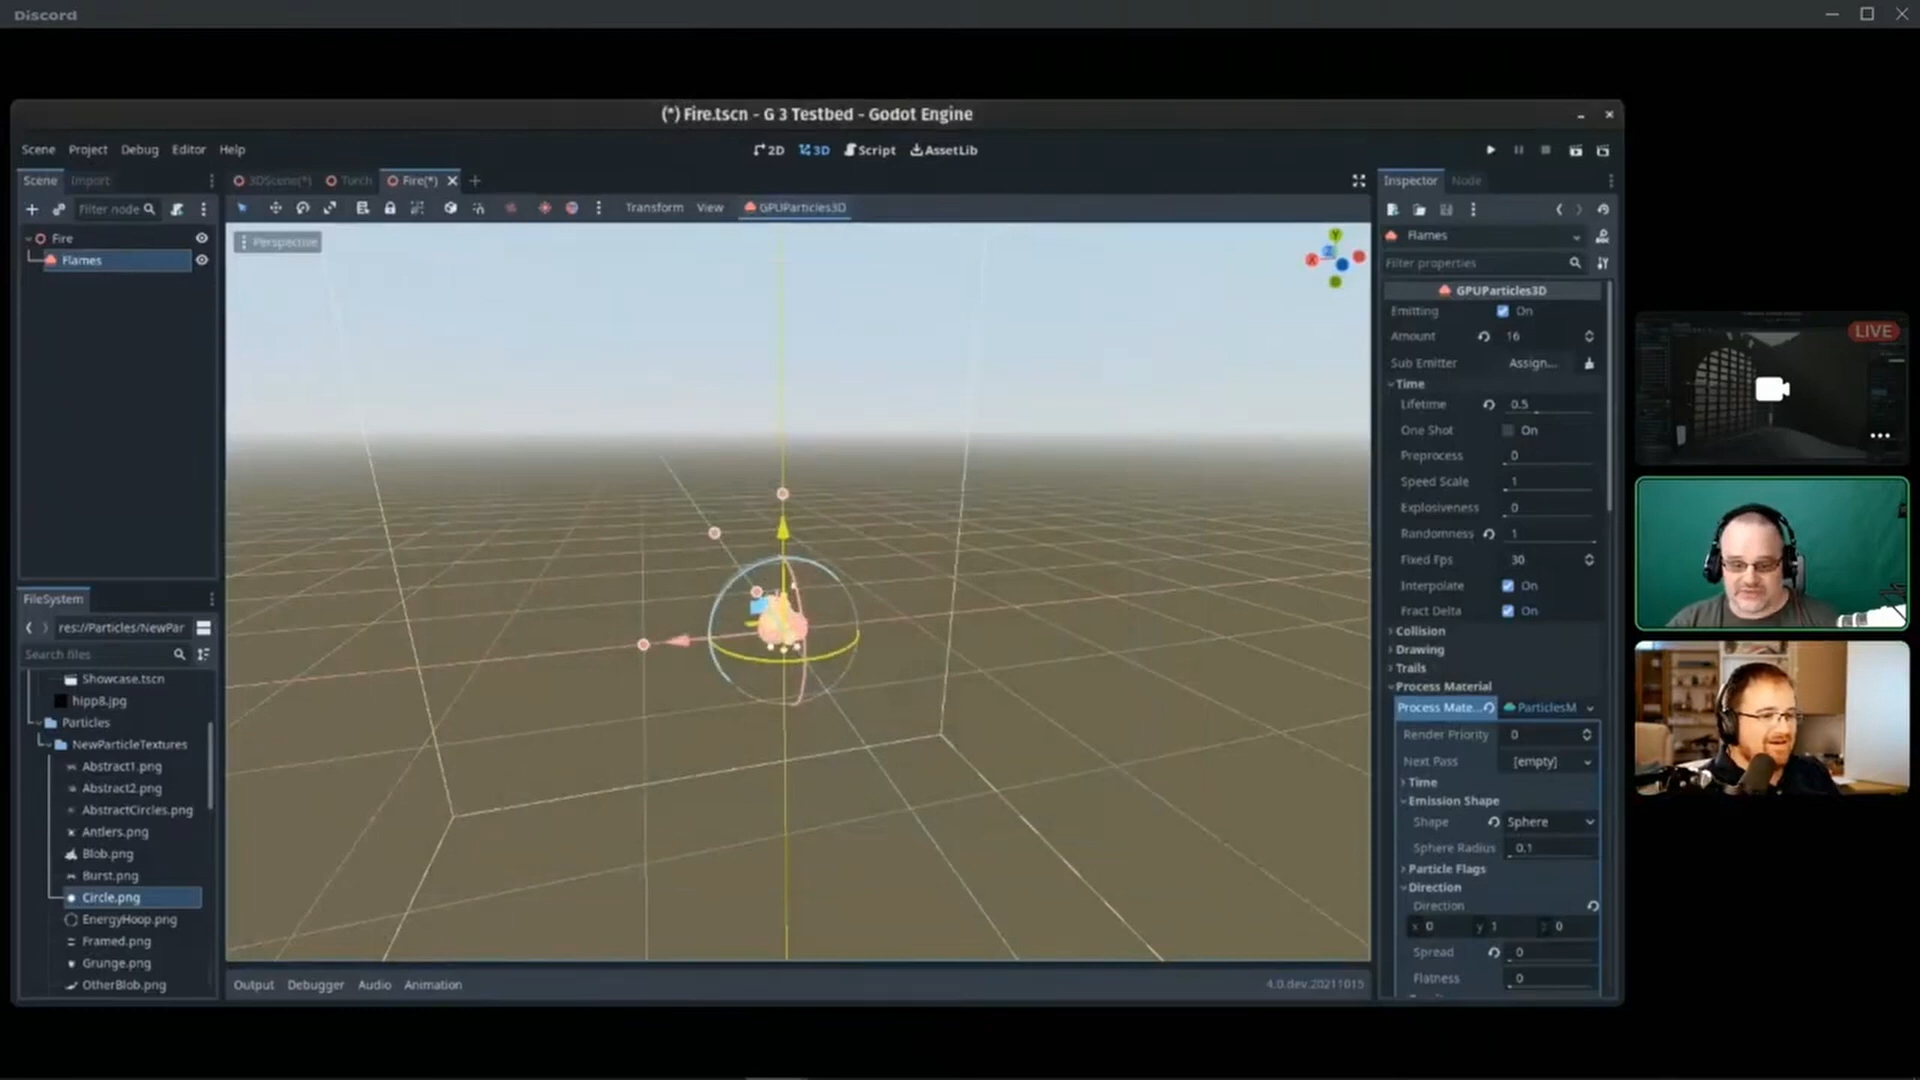 Discord
(*) Fire.tscn - G 3 Testbed - Godot Engine
Scene Project Debug Editor Help
2D 3D Script AssetLib
Scene Import
3DScene(*) Torch Fire(*)
Inspector Node
Filter node
Transform View GPUParticles3D
Fire
Flames
Perspective
Y
X
Z
Flames
Filter properties
GPUParticles3D
Emitting On
Amount 16
Sub Emitter Assign...
Time
Lifetime 0.5
One Shot On
Preprocess 0
Speed Scale 1
Explosiveness 0
Randomness 1
Fixed Fps 30
Interpolate On
Fract Delta On
Collision
Drawing
Trails
Process Material
Process Mate... ParticlesM
Render Priority 0
Next Pass [empty]
Time
Emission Shape
Shape Sphere
Sphere Radius 0.1
Particle Flags
Direction
Direction
x 0 y 1 z 0
Spread 0
Flatness 0
FileSystem
res://Particles/NewPar
Search files
Showcase.tscn
hipp8.jpg
Particles
NewParticleTextures
Abstract1.png
Abstract2.png
AbstractCircles.png
Antlers.png
Blob.png
Burst.png
Circle.png
EnergyHoop.png
Framed.png
Grunge.png
OtherBlob.png
Output Debugger Audio Animation
4.0.dev.20211015
LIVE